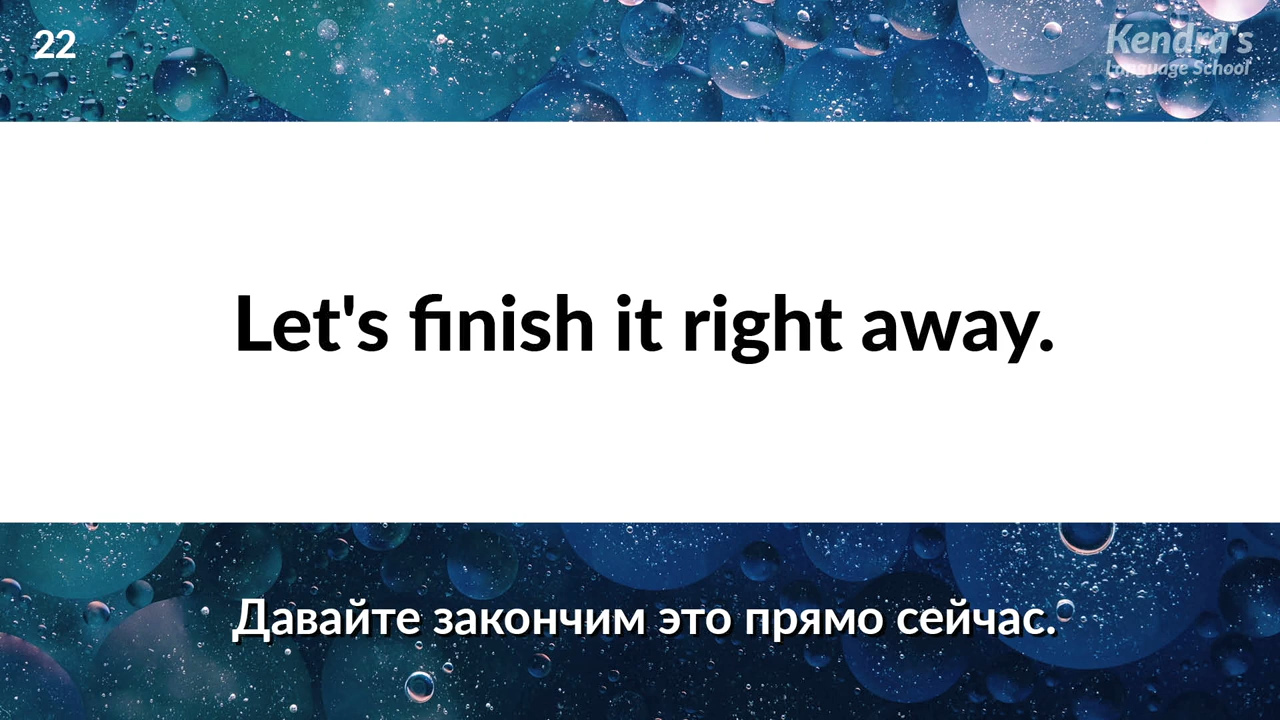 22
Kendra's
Language School
Let's finish it right away.
Давайте закончим это прямо сейчас.